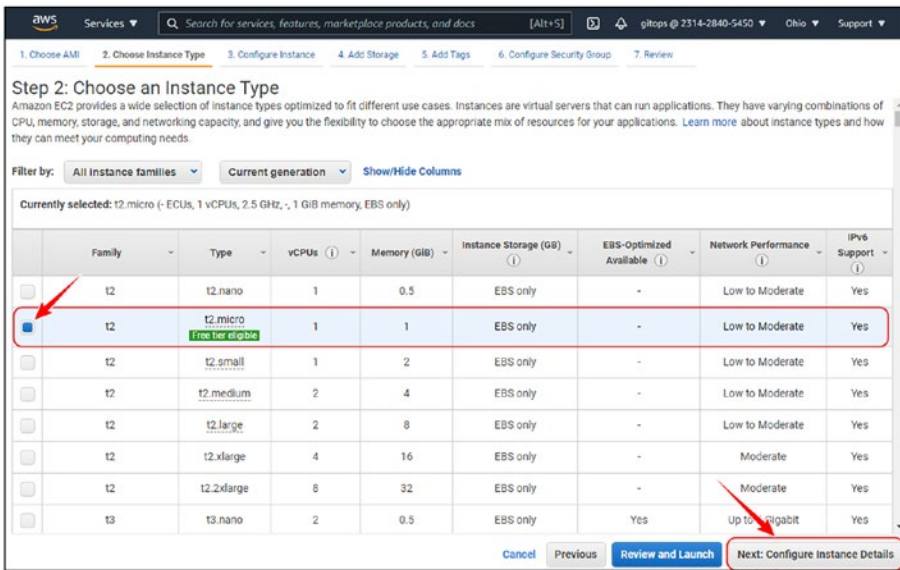 aws Services ▼ Search for services, features, marketplace products, and docs [Alt+S] gitops @ 2314-2840-5450 ▼ Ohio ▼ Support ▼
1. Choose AMI 2. Choose Instance Type 3. Configure Instance 4. Add Storage 5. Add Tags 6. Configure Security Group 7. Review
Step 2: Choose an Instance Type
Amazon EC2 provides a wide selection of instance types optimized to fit different use cases. Instances are virtual servers that can run applications. They have varying combinations of
CPU, memory, storage, and networking capacity, and give you the flexibility to choose the appropriate mix of resources for your applications. Learn more about instance types and how
they can meet your computing needs.
Filter by: All instance families Current generation Show/Hide Columns
Currently selected: t2.micro (- ECUs, 1 vCPUs, 2.5 GHz, -, 1 GiB memory, EBS only)
Family Type vCPUs Memory (GiB) Instance Storage (GB) EBS-Optimized Available Network Performance IPv6 Support
t2 t2.nano 1 0.5 EBS only - Low to Moderate Yes
t2 t2.micro 1 1 EBS only - Low to Moderate Yes
Free tier eligible
t2 t2.small 1 2 EBS only - Low to Moderate Yes
t2 t2.medium 2 4 EBS only - Low to Moderate Yes
t2 t2.large 2 8 EBS only - Low to Moderate Yes
t2 t2.xlarge 4 16 EBS only - Moderate Yes
t2 t2.2xlarge 8 32 EBS only - Moderate Yes
t3 t3.nano 2 0.5 EBS only Yes Up to Gigabit Yes
Cancel Previous Review and Launch Next: Configure Instance Details